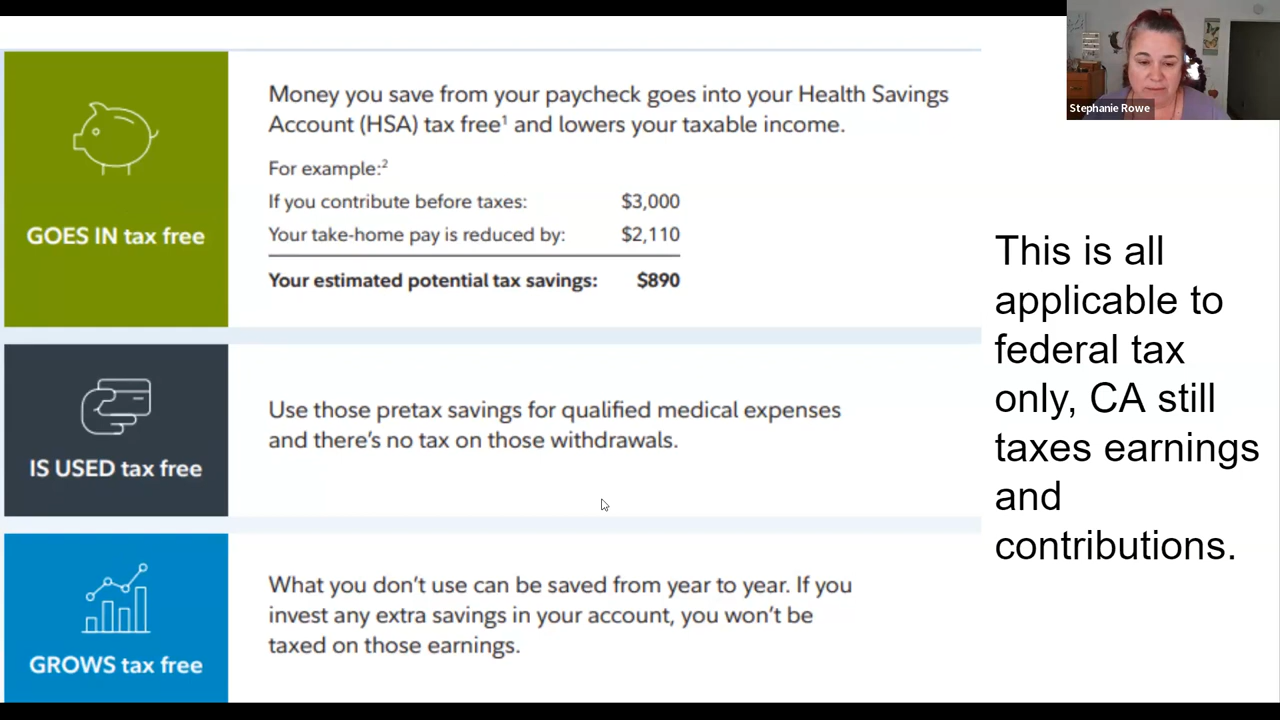 GOES IN tax free
Money you save from your paycheck goes into your Health Savings
Account (HSA) tax free¹ and lowers your taxable income.
For example:²
If you contribute before taxes: $3,000
Your take-home pay is reduced by: $2,110
Your estimated potential tax savings: $890
IS USED tax free
Use those pretax savings for qualified medical expenses
and there's no tax on those withdrawals.
GROWS tax free
What you don't use can be saved from year to year. If you
invest any extra savings in your account, you won't be
taxed on those earnings.
Stephanie Rowe
This is all
applicable to
federal tax
only, CA still
taxes earnings
and
contributions.